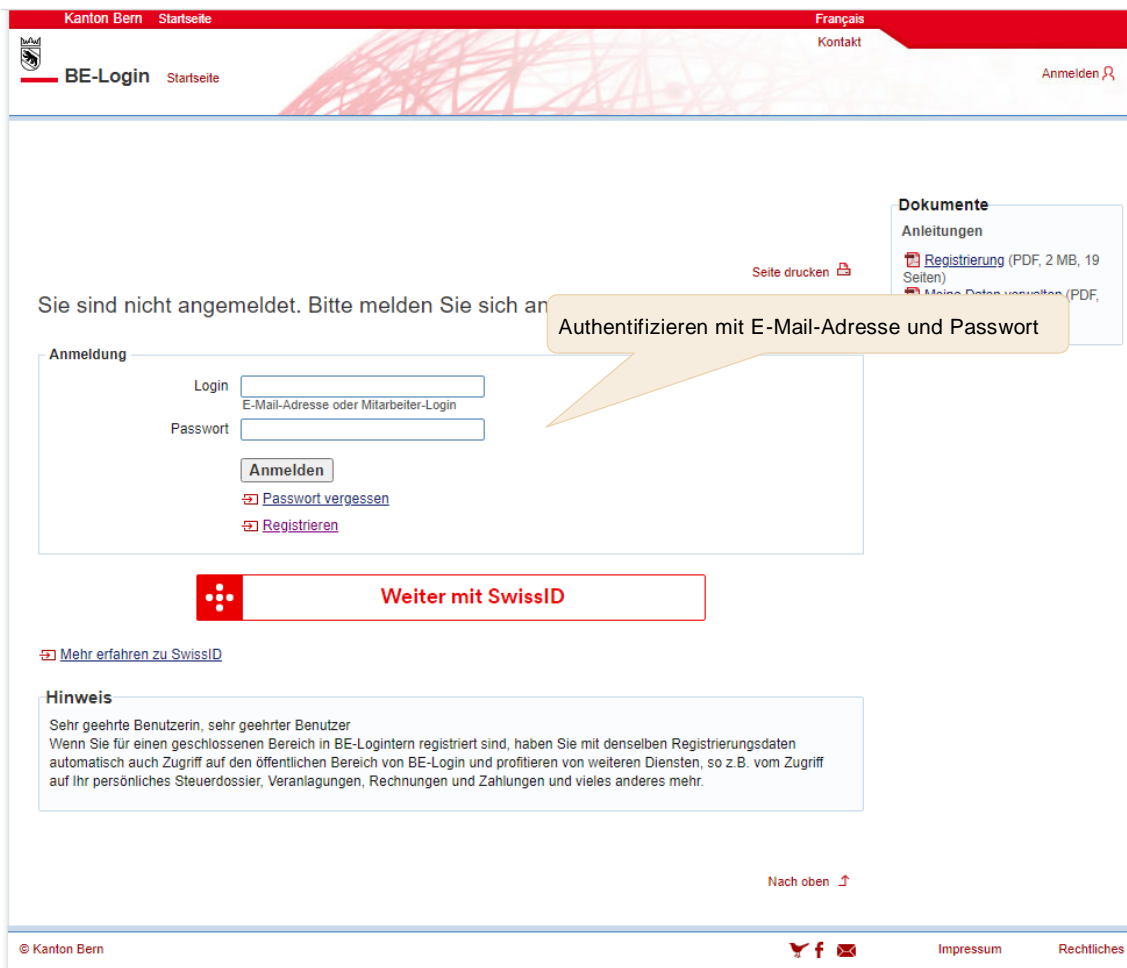 Kanton Bern Startseite Français
Kontakt
BE-Login Startseite
Anmelden
Dokumente
Anleitungen
Registrierung (PDF, 2 MB, 19
Seiten)
Meine Daten verwalten (PDF,
Seite drucken
Sie sind nicht angemeldet. Bitte melden Sie sich an
Authentifizieren mit E-Mail-Adresse und Passwort
Anmeldung
Login
E-Mail-Adresse oder Mitarbeiter-Login
Passwort
Anmelden
Passwort vergessen
Registrieren
Weiter mit SwissID
Mehr erfahren zu SwissID
Hinweis
Sehr geehrte Benutzerin, sehr geehrter Benutzer
Wenn Sie für einen geschlossenen Bereich in BE-Logintern registriert sind, haben Sie mit denselben Registrierungsdaten
automatisch auch Zugriff auf den öffentlichen Bereich von BE-Login und profitieren von weiteren Diensten, so z.B. vom Zugriff
auf Ihr persönliches Steuerdossier, Veranlagungen, Rechnungen und Zahlungen und vieles anderes mehr.
Nach oben
© Kanton Bern
Impressum Rechtliches